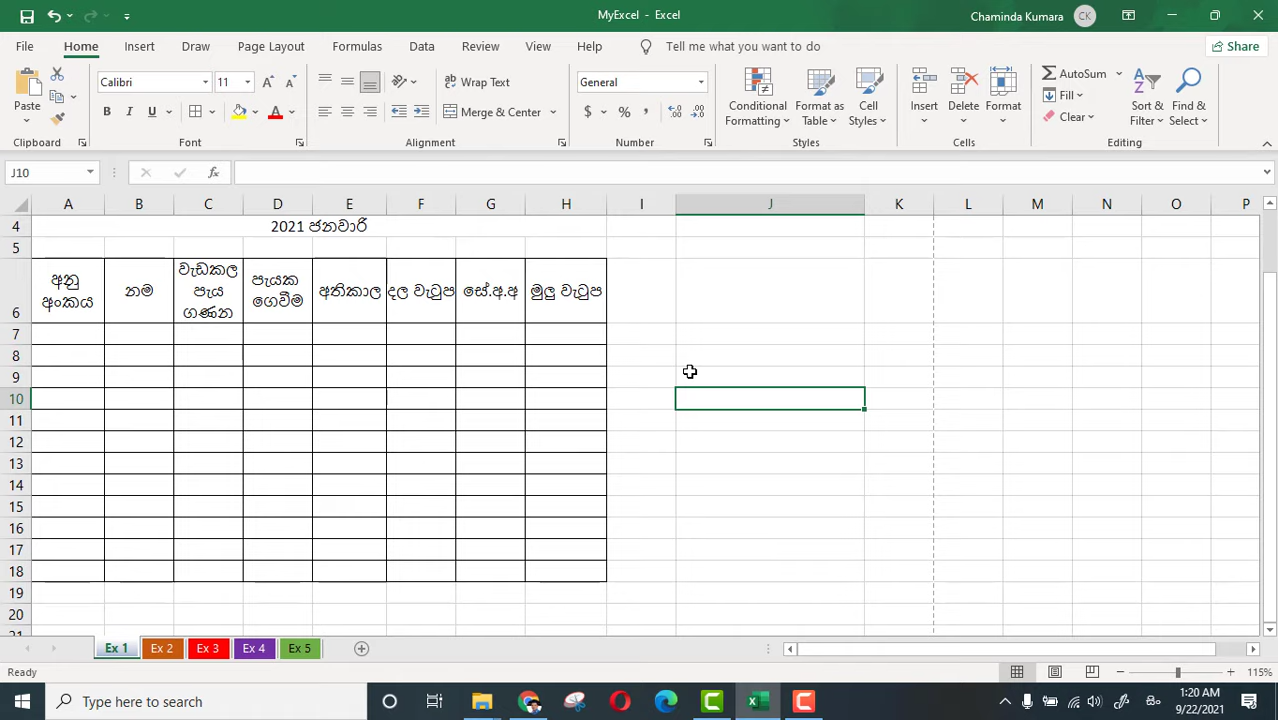 MyExcel - Excel
Chaminda Kumara
CK
File Home Insert Draw Page Layout Formulas Data Review View Help Tell me what you want to do Share
Paste
Calibri 11
B I U
Wrap Text
Merge & Center
General
$ % ,
Conditional Formatting
Format as Table
Cell Styles
Insert Delete Format
AutoSum
Fill
Clear
Sort & Filter
Find & Select
Clipboard Font Alignment Number Styles Cells Editing
J10
fx
A B C D E F G H I J K L M N O P
4 2021 ජනවාරි
5
6 අනු අංකය නම වැඩකල පැය ගණන පැයක ගෙවීම අතිකාල දල වැටුප සේ.අ.අ මුලු වැටුප
7
8
9
10
11
12
13
14
15
16
17
18
19
20
21
Ex 1 Ex 2 Ex 3 Ex 4 Ex 5
Ready
115%
Type here to search
1:20 AM
9/22/2021